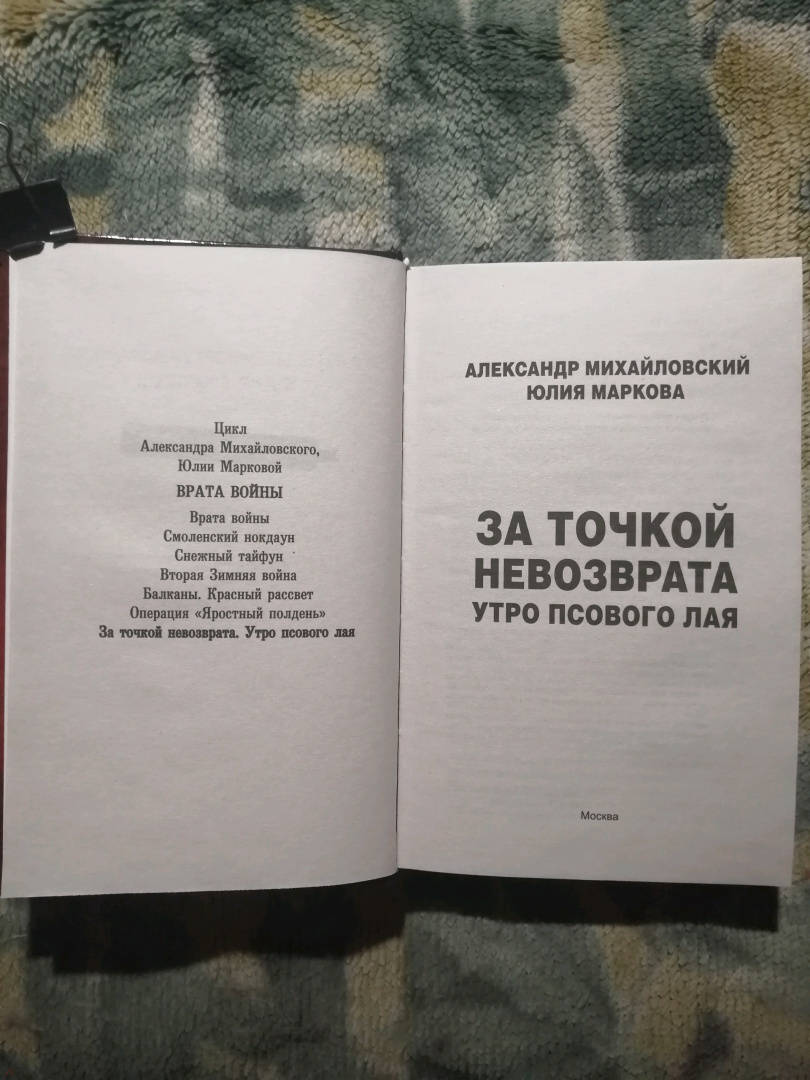 Цикл
Александра Михайловского,
Юлии Марковой
ВРАТА ВОЙНЫ
Врата войны
Смоленский нокдаун
Снежный тайфун
Вторая Зимняя война
Балканы. Красный рассвет
Операция «Яростный полдень»
За точкой невозврата. Утро псового лая
АЛЕКСАНДР МИХАЙЛОВСКИЙ
ЮЛИЯ МАРКОВА
ЗА ТОЧКОЙ
НЕВОЗВРАТА
УТРО ПСОВОГО ЛАЯ
Москва